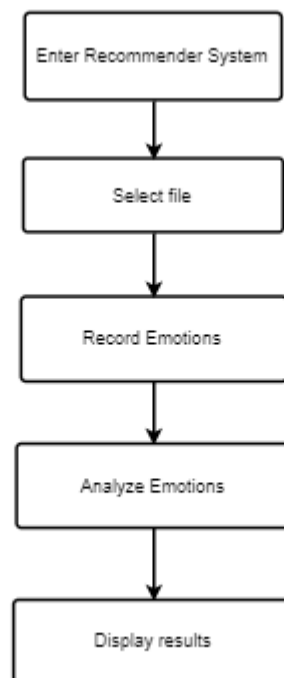 Enter Recommender System
Select file
Record Emotions
Analyze Emotions
Display results